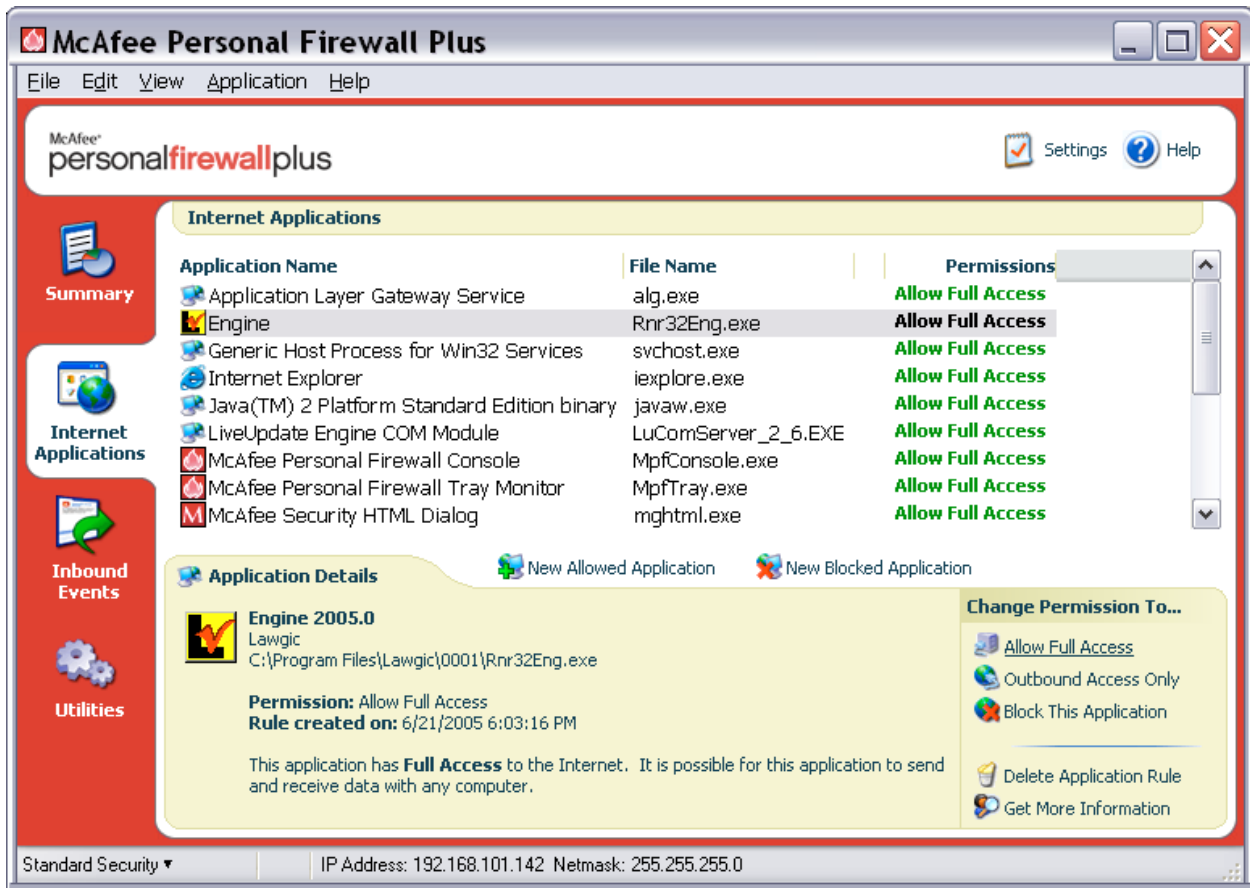 McAfee Personal Firewall Plus
File Edit View Application Help
McAfee
personalfirewallplus
Settings Help
Summary
Internet
Applications
Inbound
Events
Utilities
Internet Applications
Application Name File Name Permissions
Application Layer Gateway Service alg.exe Allow Full Access
Engine Rnr32Eng.exe Allow Full Access
Generic Host Process for Win32 Services svchost.exe Allow Full Access
Internet Explorer iexplore.exe Allow Full Access
Java(TM) 2 Platform Standard Edition binary javaw.exe Allow Full Access
LiveUpdate Engine COM Module LuComServer_2_6.EXE Allow Full Access
McAfee Personal Firewall Console MpfConsole.exe Allow Full Access
McAfee Personal Firewall Tray Monitor MpfTray.exe Allow Full Access
McAfee Security HTML Dialog mghtml.exe Allow Full Access
Application Details New Allowed Application New Blocked Application
Engine 2005.0
Lawgic
C:\Program Files\Lawgic\0001\Rnr32Eng.exe
Permission: Allow Full Access
Rule created on: 6/21/2005 6:03:16 PM
This application has Full Access to the Internet. It is possible for this application to send
and receive data with any computer.
Change Permission To...
Allow Full Access
Outbound Access Only
Block This Application
Delete Application Rule
Get More Information
Standard Security IP Address: 192.168.101.142 Netmask: 255.255.255.0